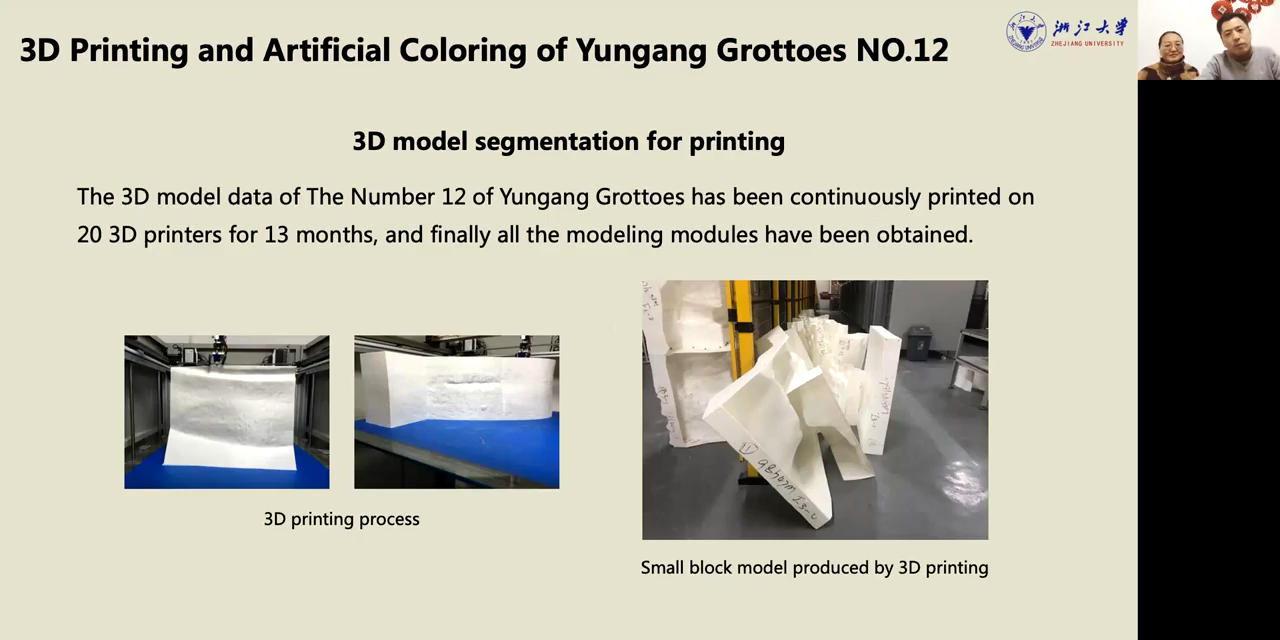 3D Printing and Artificial Coloring of Yungang Grottoes NO.12
浙江大学
ZHEJIANG UNIVERSITY
3D model segmentation for printing
The 3D model data of The Number 12 of Yungang Grottoes has been continuously printed on
20 3D printers for 13 months, and finally all the modeling modules have been obtained.
3D printing process
Small block model produced by 3D printing